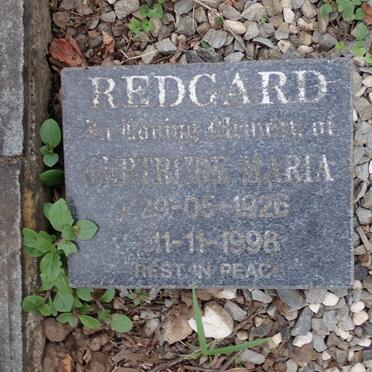 REDGARD
In Loving Memory of
GERTRUDE MARIA
29-05-1926
11-11-1998
REST IN PEACE